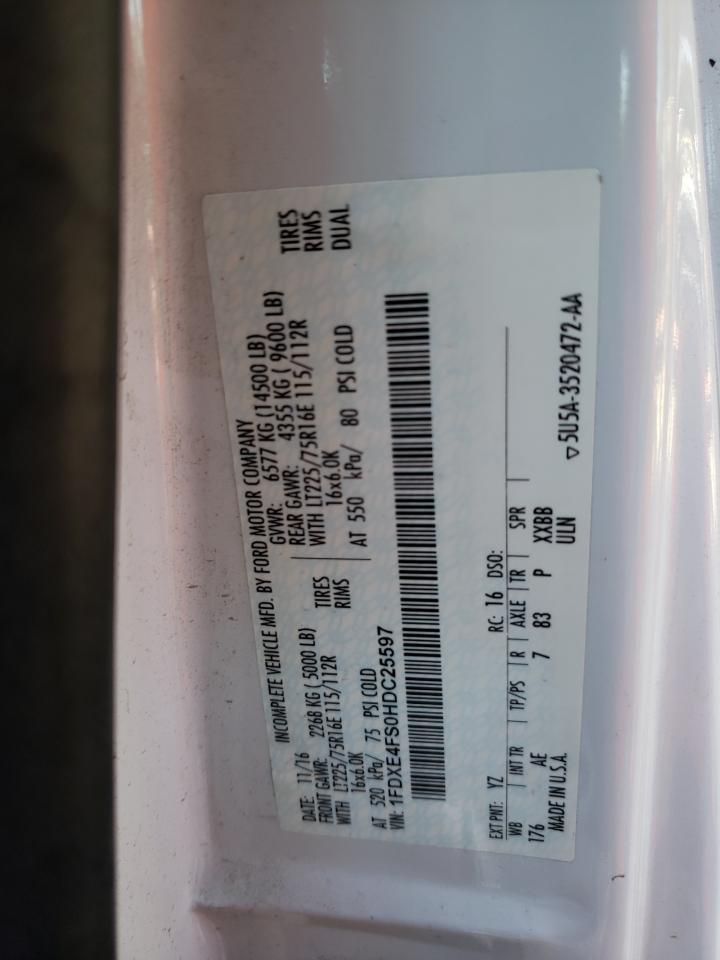 INCOMPLETE VEHICLE MFD. BY FORD MOTOR COMPANY
DATE: 11/16 GVWR: 6577 KG (14500 LB)
FRONT GAWR: 2268 KG ( 5000 LB) REAR GAWR: 4355 KG ( 9600 LB)
WITH LT225/75R16E 115/112R TIRES WITH LT225/75R16E 115/112R TIRES
16x6.0K RIMS 16x6.0K RIMS
AT 520 kPa/ 75 PSI COLD AT 550 kPa/ 80 PSI COLD DUAL
VIN: 1FDXE4FS0HDC25597
EXT PNT: YZ RC: 16 DSO:
WB | INT TR | TP/PS | R | AXLE | TR | SPR |
176 AE 7 83 P XXBB
MADE IN U.S.A. ULN
▽5U5A-3520472-AA